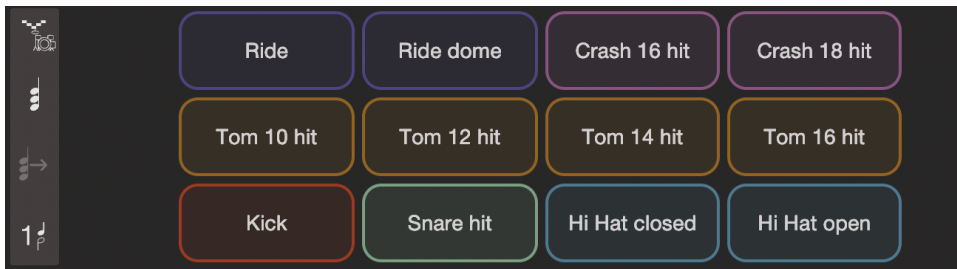 Ride Ride dome Crash 16 hit Crash 18 hit
Tom 10 hit Tom 12 hit Tom 14 hit Tom 16 hit
1 p Kick Snare hit Hi Hat closed Hi Hat open